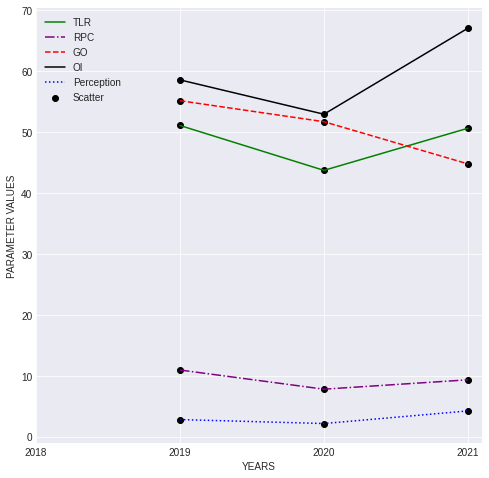 70
60
50
40
30
20
10
0
PARAMETER VALUES
TLR
RPC
GO
OI
Perception
Scatter
2018 2019 2020 2021
YEARS